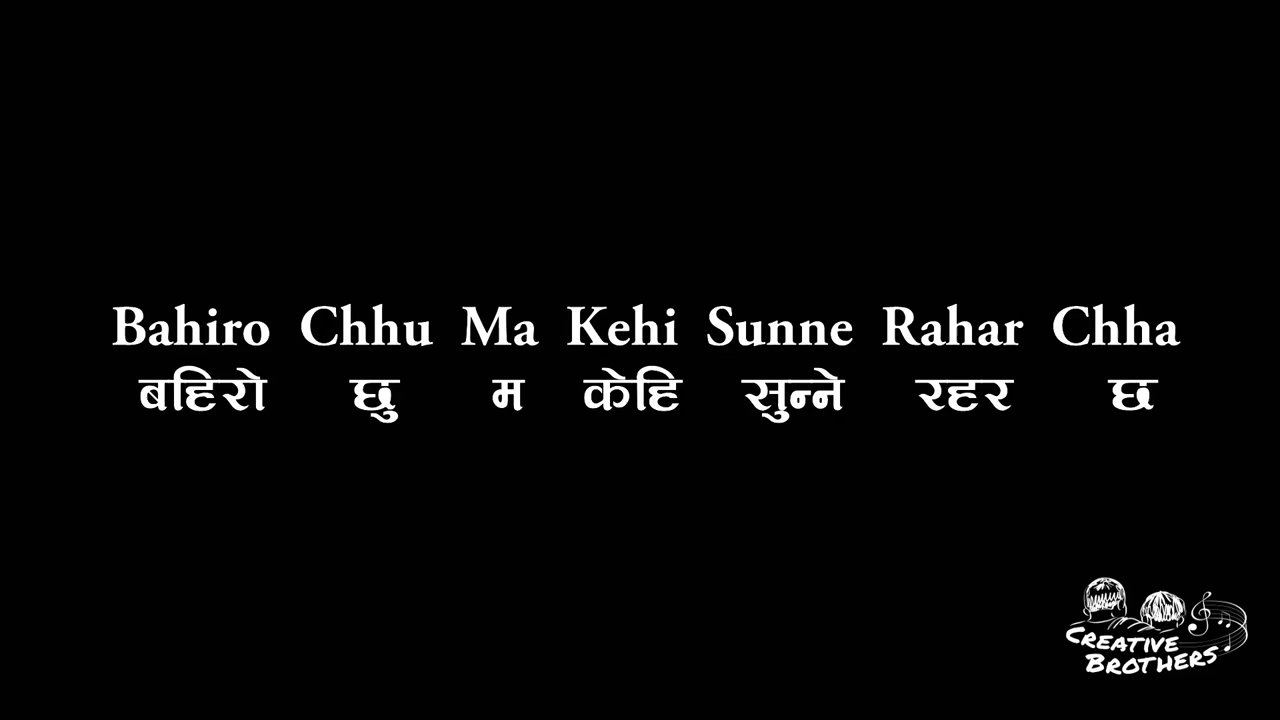 Bahiro Chhu Ma Kehi Sunne Rahar Chha
बहिरो छु म केहि सुन्ने रहर छ
CREATIVE
BROTHERS